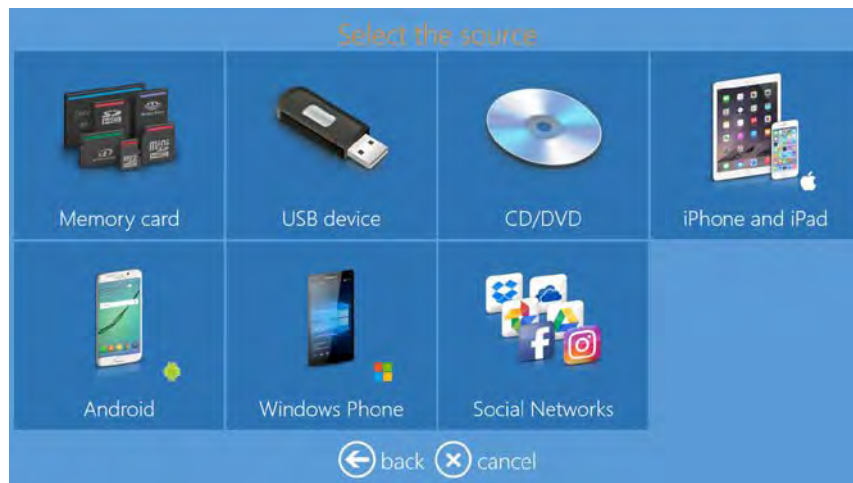 Select the source
Memory card
USB device
CD/DVD
iPhone and iPad
Android
Windows Phone
Social Networks
back
cancel